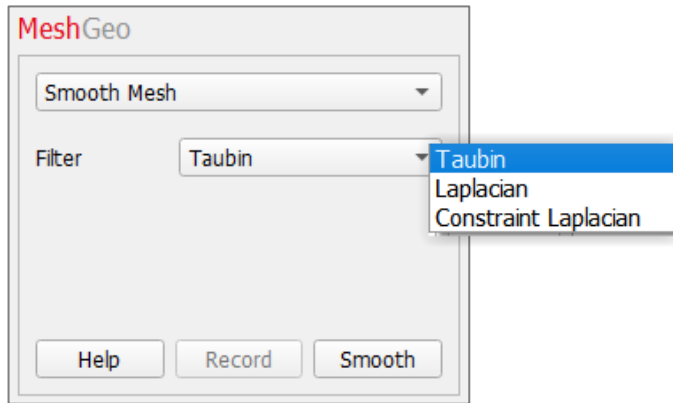 MeshGeo
Smooth Mesh
Filter Taubin
Taubin
Laplacian
Constraint Laplacian
Help Record Smooth